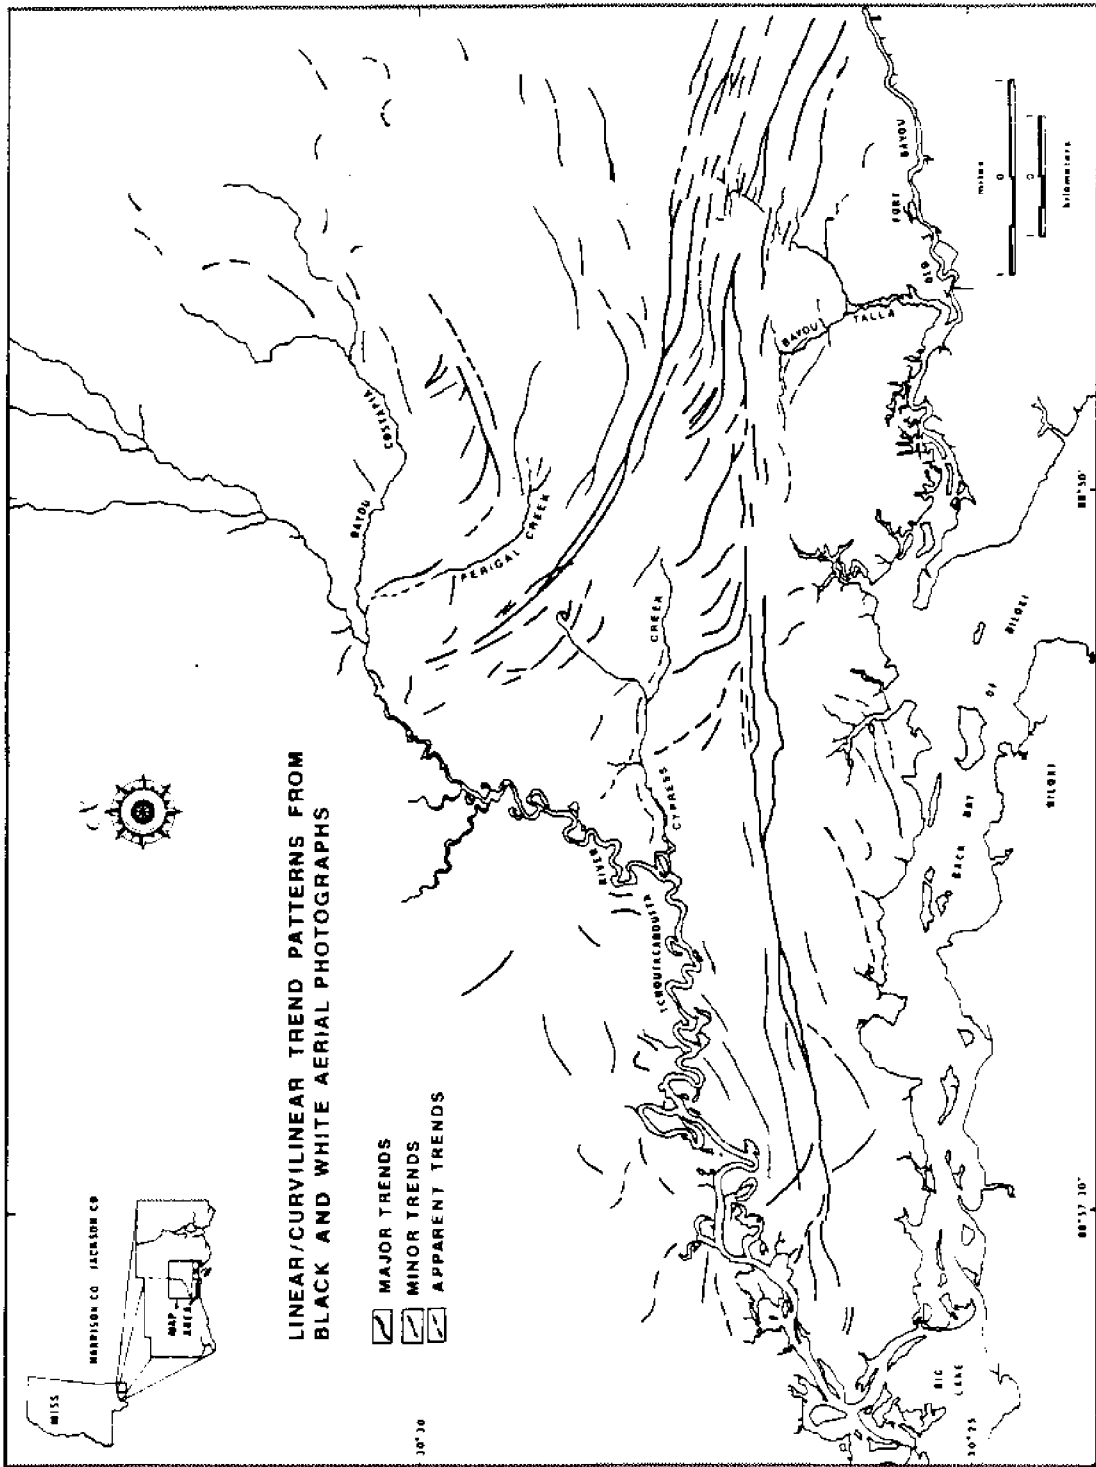 LINEAR/CURVILINEAR TREND PATTERNS FROM
BLACK AND WHITE AERIAL PHOTOGRAPHS
MAJOR TRENDS
MINOR TRENDS
APPARENT TRENDS
MISS
HARRISON CO JACKSON CO
MAP
AREA
30°30
30°25
88°57'30"
88°50'
BAYOU
COSTAPIA
PERIGAL CREEK
CREEK
CYPRESS
RIVER
TCHOUTACABOUFFA
BIG
LAKE
BACK BAY OF BILOXI
BILOXI
BAYOU
TALLA
BIG FORT BAYOU
miles
0
0
kilometers